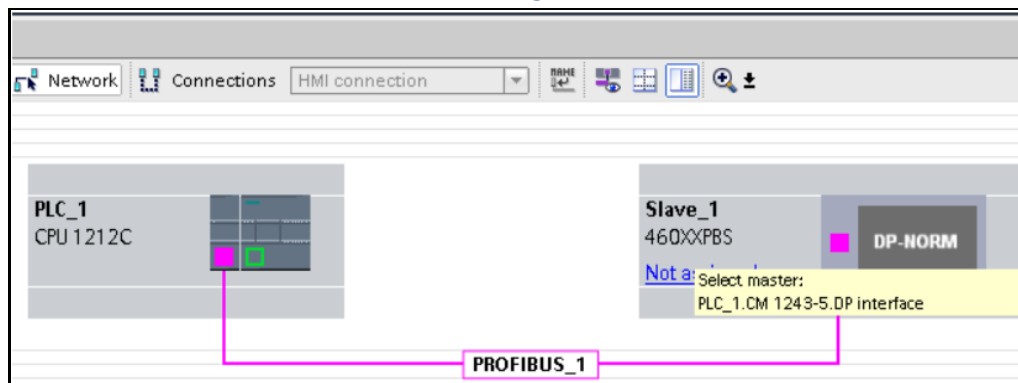 Network Connections HMI connection NAME
PLC_1
CPU 1212C
Slave_1
460XXPBS
DP-NORM
Select master:
PLC_1.CM 1243-5.DP interface
PROFIBUS_1